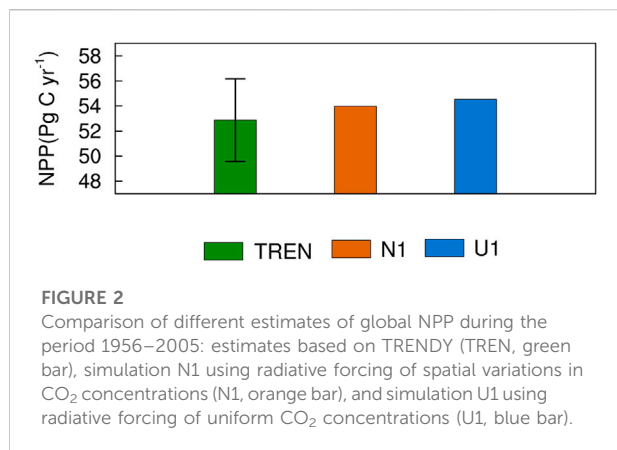 58
56
54
52
50
48
NPP(Pg C yr⁻¹)
TREN N1 U1
FIGURE 2
Comparison of different estimates of global NPP during the
period 1956–2005: estimates based on TRENDY (TREN, green
bar), simulation N1 using radiative forcing of spatial variations in
CO₂ concentrations (N1, orange bar), and simulation U1 using
radiative forcing of uniform CO₂ concentrations (U1, blue bar).